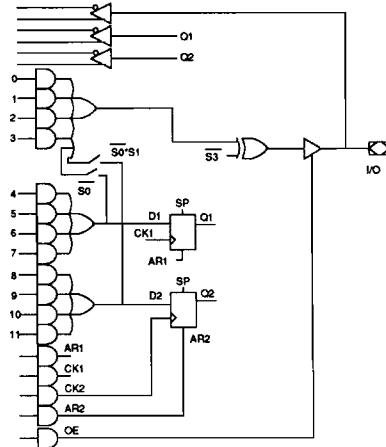 Q1
Q2
0
1
2
3
S0*S1
S3
I/O
S0
4
5
6
7
SP
D1
Q1
CK1
AR1
8
9
10
11
SP
D2
Q2
AR2
AR1
CK1
CK2
AR2
OE